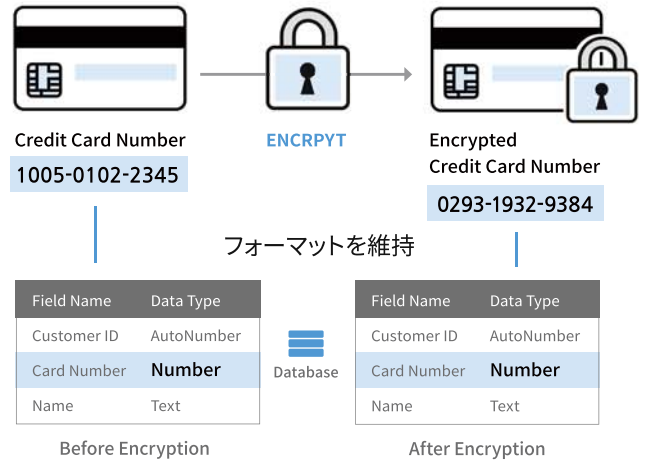 Credit Card Number
1005-0102-2345
ENCRPYT
Encrypted
Credit Card Number
0293-1932-9384
フォーマットを維持
Field Name Data Type
Customer ID AutoNumber
Card Number Number
Name Text
Before Encryption
Database
Field Name Data Type
Customer ID AutoNumber
Card Number Number
Name Text
After Encryption